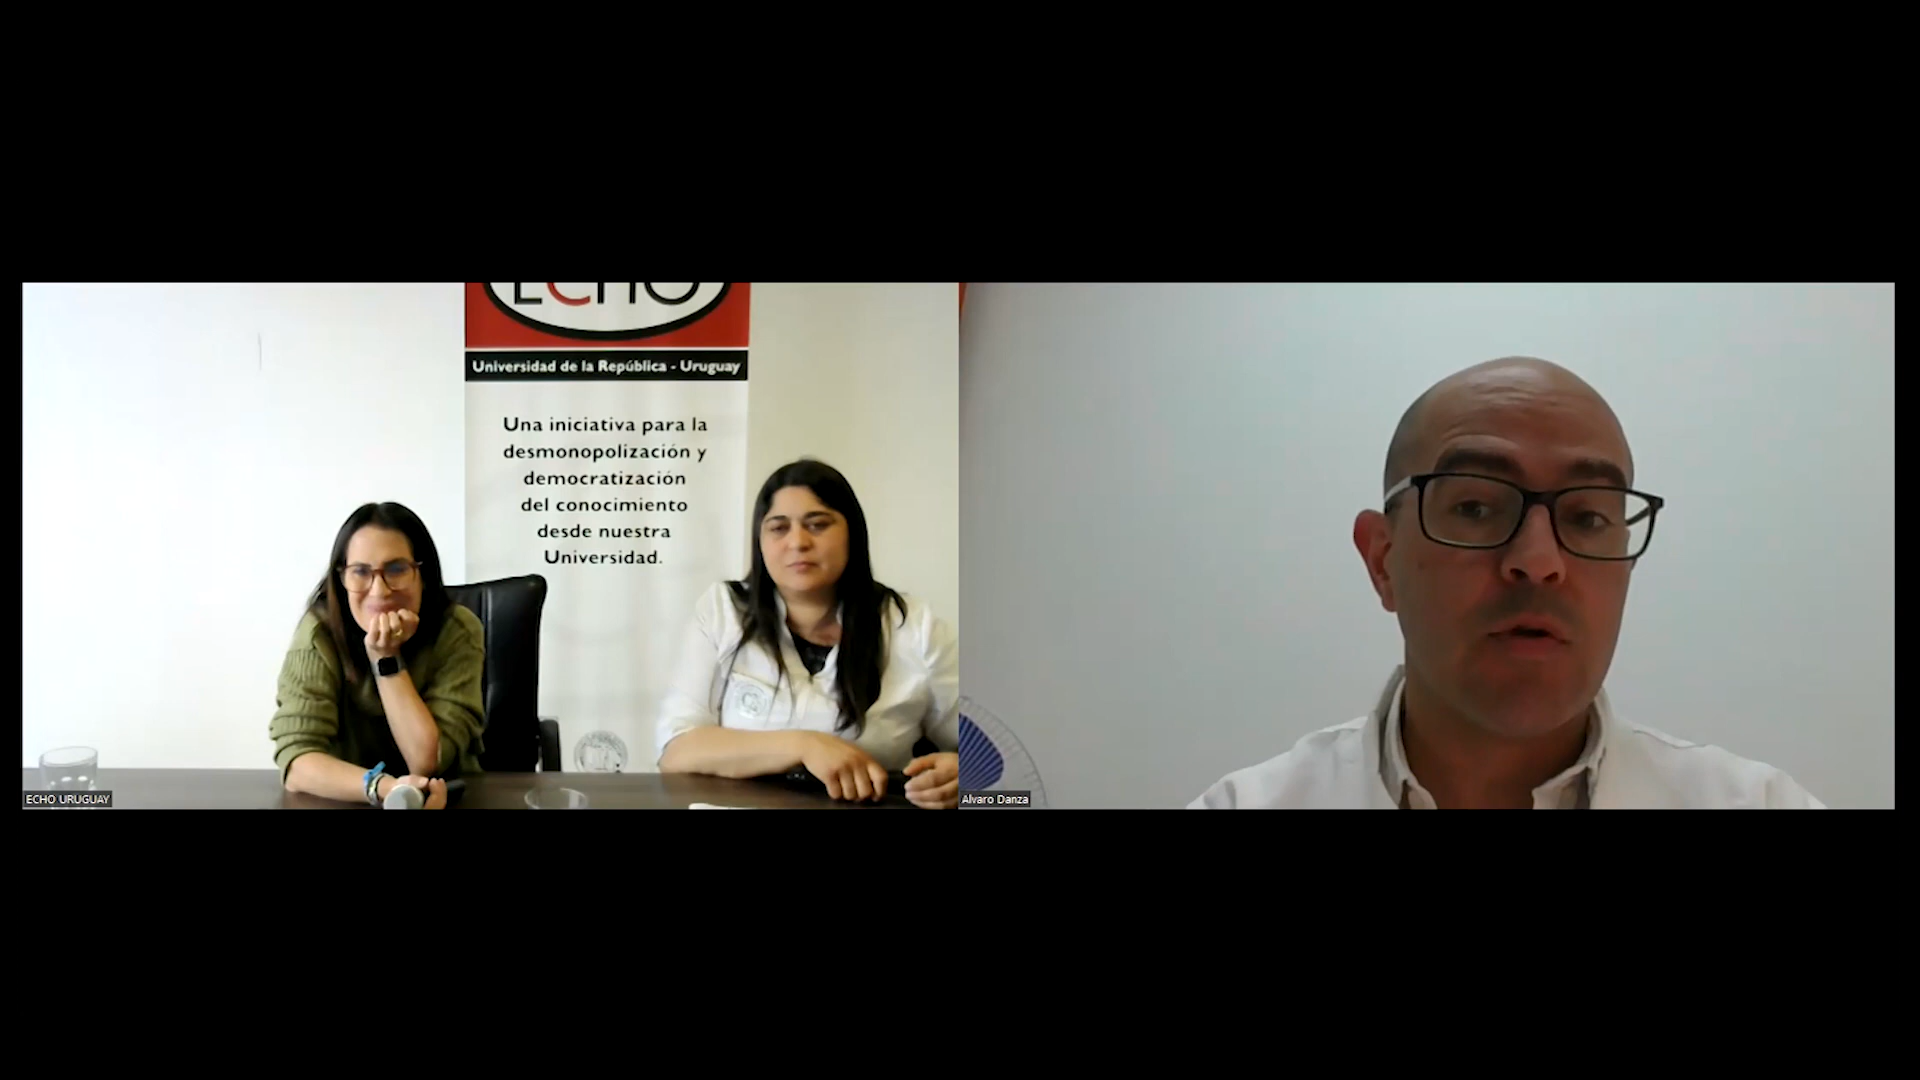 ECHO
Universidad de la República - Uruguay
Una iniciativa para la
desmonopolización y
democratización
del conocimiento
desde nuestra
Universidad.
ECHO URUGUAY
Alvaro Danza